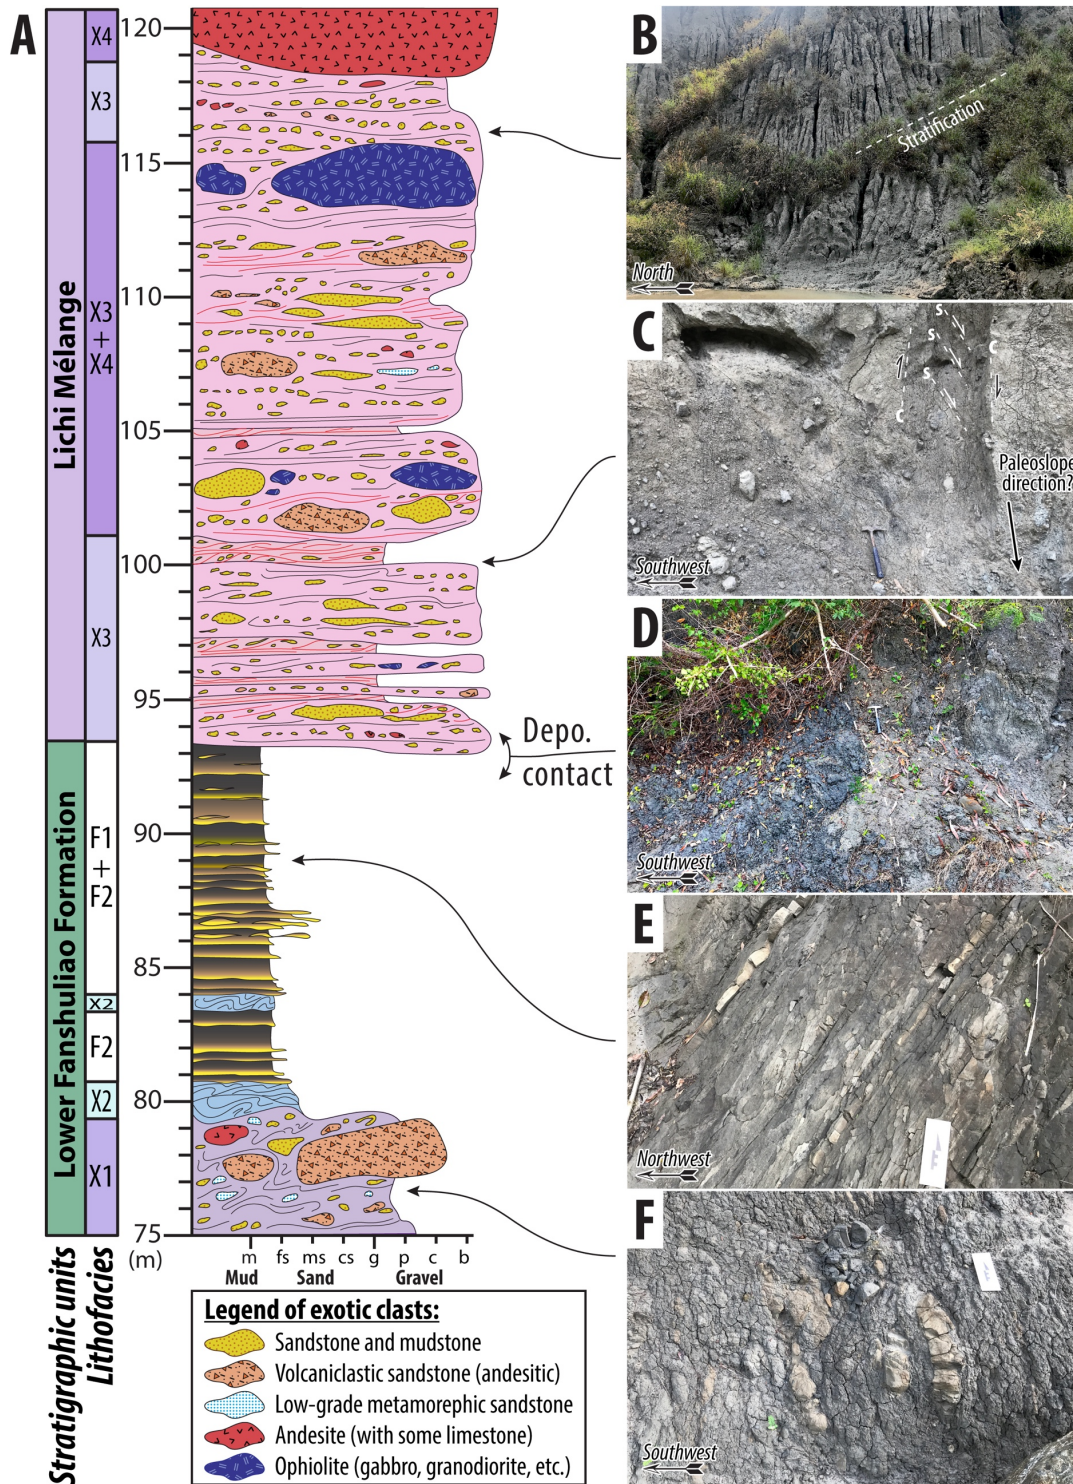 A
120
115
110
105
100
95
90
85
80
75
(m)
Lichi Mélange
Lower Fanshuliao Formation
Stratigraphic units
X4
X3
X3
+
X4
X3
F1
+
F2
X2
F2
X2
X1
Lithofacies
Depo.
contact
m fs ms cs g p c b
Mud Sand Gravel
Legend of exotic clasts:
Sandstone and mudstone
Volcaniclastic sandstone (andesitic)
Low-grade metamorephic sandstone
Andesite (with some limestone)
Ophiolite (gabbro, granodiorite, etc.)
B
Stratification
North
C
S
S
S
C
C
Paleoslope
direction?
Southwest
D
Southwest
E
Northwest
F
Southwest